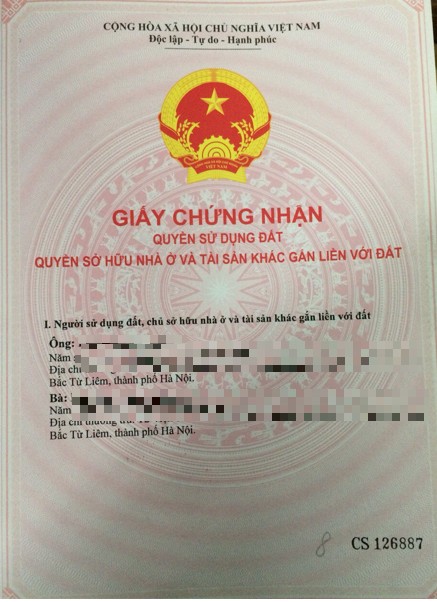 CỘNG HÒA XÃ HỘI CHỦ NGHĨA VIỆT NAM
Độc lập - Tự do - Hạnh phúc
GIẤY CHỨNG NHẬN
QUYỀN SỬ DỤNG ĐẤT
QUYỀN SỞ HỮU NHÀ Ở VÀ TÀI SẢN KHÁC GẮN LIỀN VỚI ĐẤT
I. Người sử dụng đất, chủ sở hữu nhà ở và tài sản khác gắn liền với đất
Ông:
Năm
Địa chỉ
Bắc Từ Liêm, thành phố Hà Nội.
Bà:
Năm
Địa chỉ thường trú:
Bắc Từ Liêm, thành phố Hà Nội.
8 CS 126887